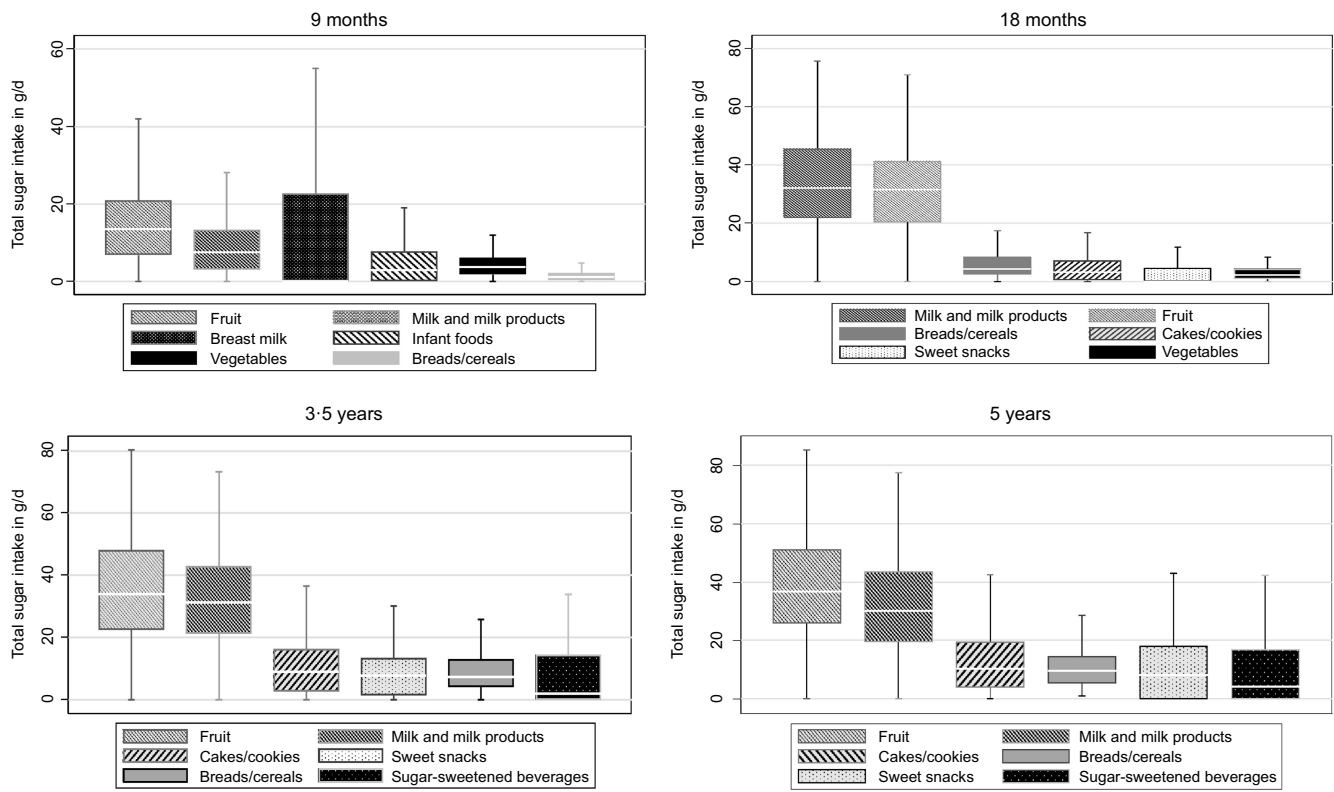 9 months
Total sugar intake in g/d
60
40
20
0
Fruit Milk and milk products
Breast milk Infant foods
Vegetables Breads/cereals
18 months
Total sugar intake in g/d
80
60
40
20
0
Milk and milk products Fruit
Breads/cereals Cakes/cookies
Sweet snacks Vegetables
3·5 years
Total sugar intake in g/d
80
60
40
20
0
Fruit Milk and milk products
Cakes/cookies Sweet snacks
Breads/cereals Sugar-sweetened beverages
5 years
Total sugar intake in g/d
80
60
40
20
0
Fruit Milk and milk products
Cakes/cookies Breads/cereals
Sweet snacks Sugar-sweetened beverages